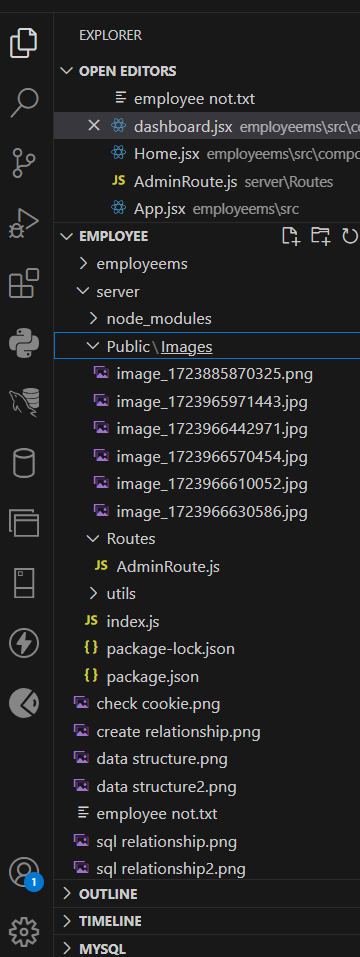 EXPLORER
OPEN EDITORS
employee not.txt
dashboard.jsx employeems\src\co
Home.jsx employeems\src\compo
JS AdminRoute.js server\Routes
App.jsx employeems\src
EMPLOYEE
employeems
server
node_modules
Public\Images
image_1723885870325.png
image_1723965971443.jpg
image_1723966442971.jpg
image_1723966570454.jpg
image_1723966610052.jpg
image_1723966630586.jpg
Routes
JS AdminRoute.js
utils
JS index.js
{} package-lock.json
{} package.json
check cookie.png
create relationship.png
data structure.png
data structure2.png
employee not.txt
sql relationship.png
sql relationship2.png
1
OUTLINE
TIMELINE
MYSQL